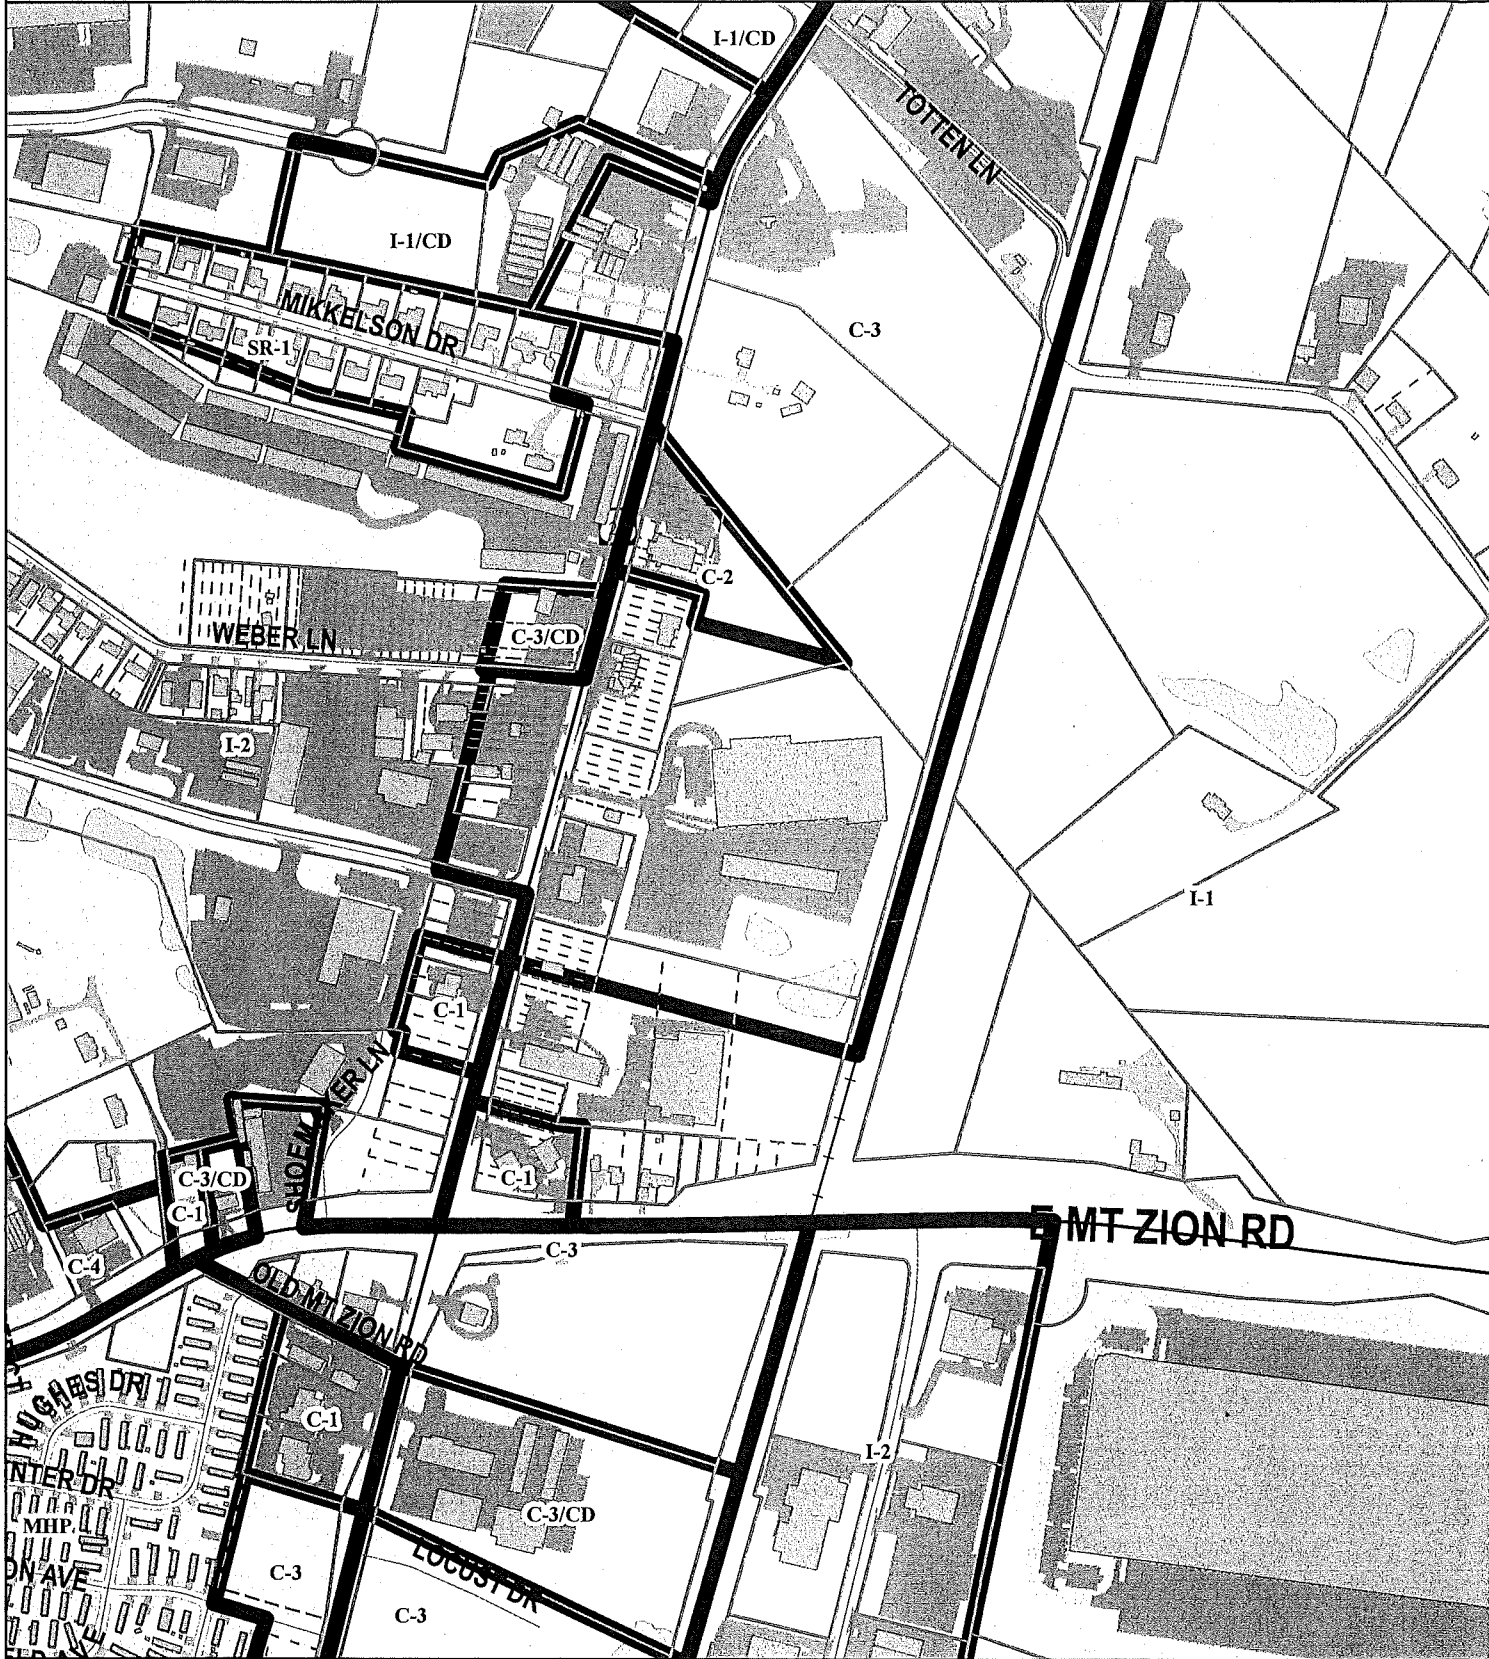 I-1/CD
TOTTEN LN
I-1/CD
MIKKELSON DR
C-3
SR-1
C-2
WEBER LN
C-3/CD
I-2
I-1
C-1
C-3/CD
C-1
C-1
E MT ZION RD
C-3
C-4
OLD MT ZION RD
HUGHES DR
C-1
I-2
NTER DR
C-3/CD
MHP
LOCUST DR
C-3
ON AVE
C-3